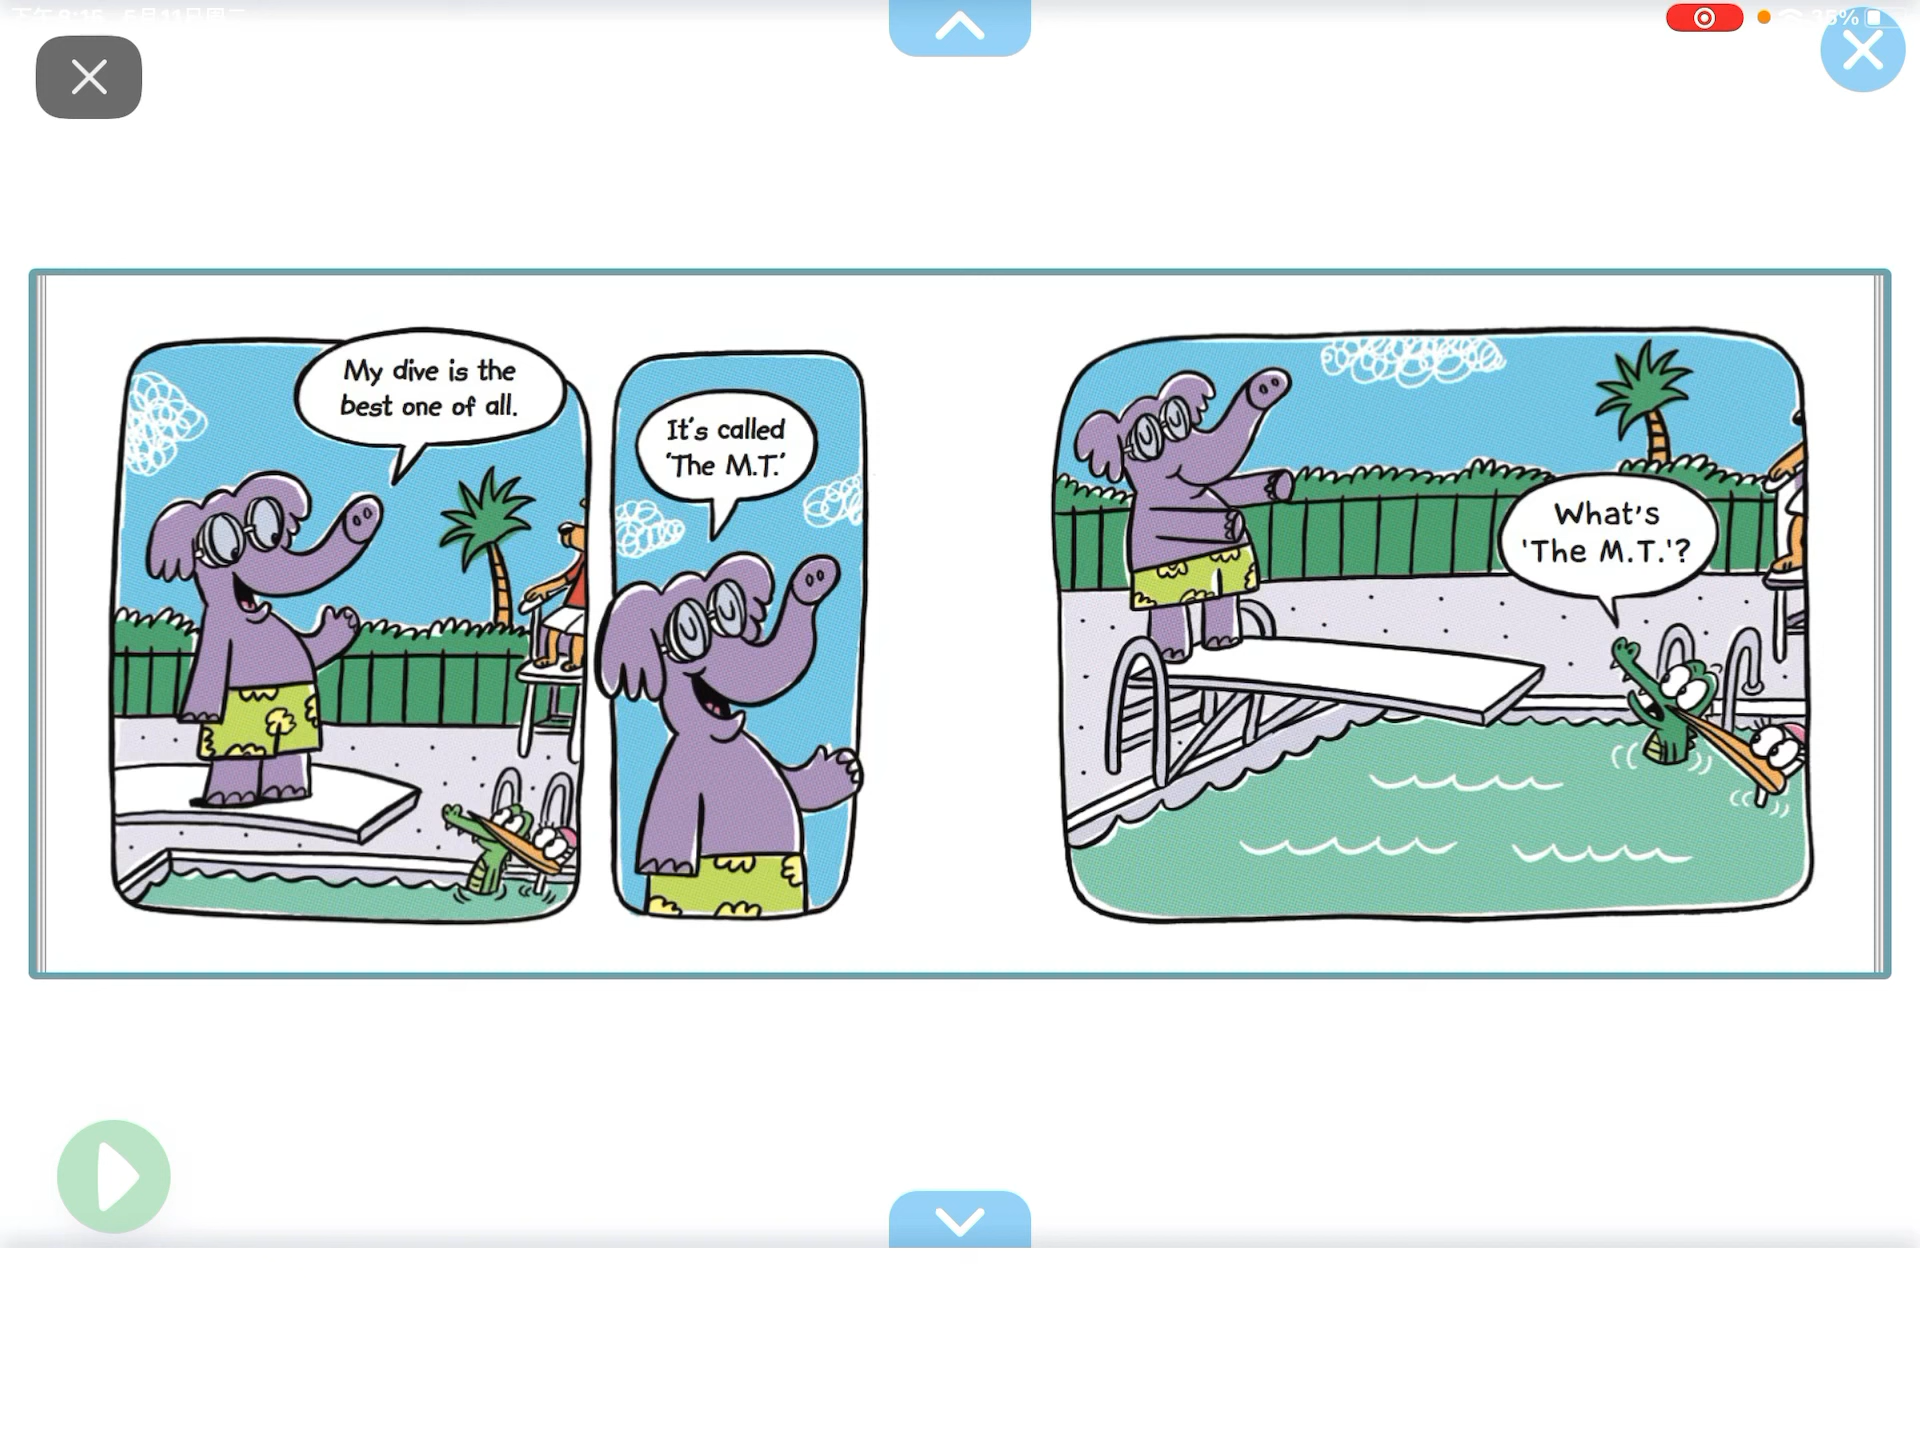 My dive is the
best one of all.
It's called
'The M.T.'
What's
'The M.T.'?